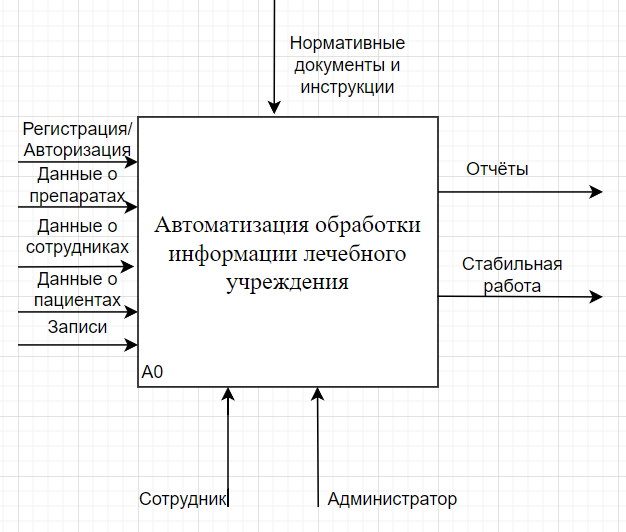 Нормативные
документы и
инструкции
Регистрация/
Авторизация
Данные о
препаратах
Данные о
сотрудниках
Данные о
пациентах
Записи
Автоматизация обработки
информации лечебного
учреждения
A0
Отчёты
Стабильная
работа
Сотрудник
Администратор